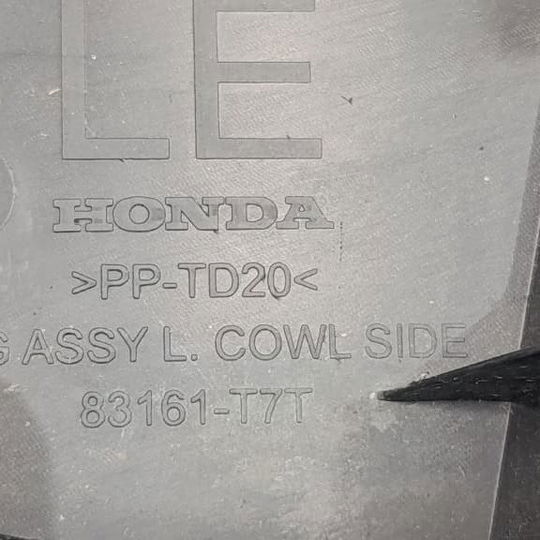 LE
HONDA
>PP-TD20<
G ASSY L. COWL SIDE
83161-T7T